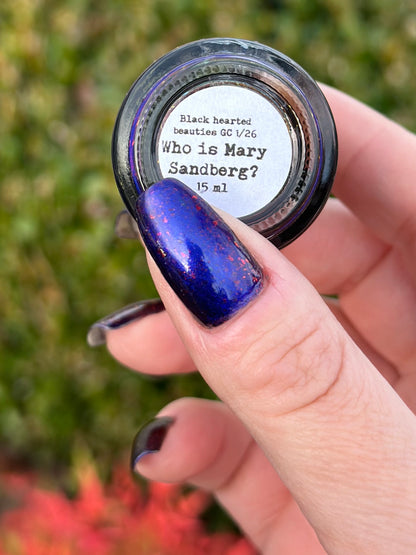 Black hearted
beauties GC 1/26
Who is Mary
Sandberg?
15 ml